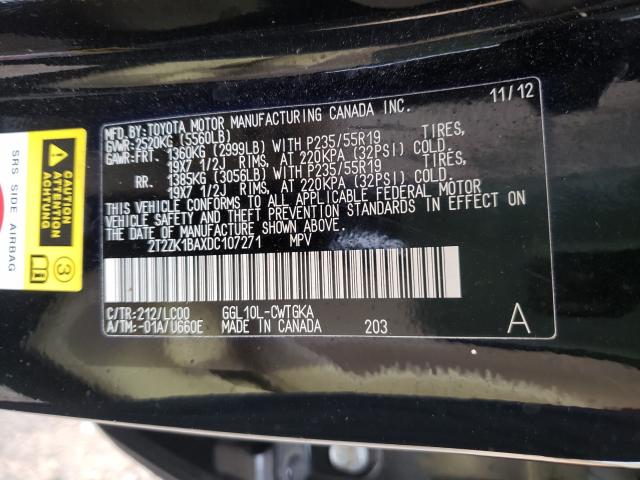 MFD.BY:TOYOTA MOTOR MANUFACTURING CANADA INC. 11/12
GVWR:2520KG(5560LB)
GAWR:FRT. 1360KG (2999LB)WITH P235/55R19 TIRES,
19X7 1/2J RIMS, AT 220KPA (32PSI) COLD.
RR. 1385KG (3056LB)WITH P235/55R19 TIRES,
19X7 1/2J RIMS, AT 220KPA (32PSI) COLD.
THIS VEHICLE CONFORMS TO ALL APPLICABLE FEDERAL MOTOR
VEHICLE SAFETY AND THEFT PREVENTION STANDARDS IN EFFECT ON
THE DATE OF MANUFACTURE SHOWN ABOVE.
2T2ZK1BAXDC107271 MPV
C/TR:212/LC00 GGL10L-CWTGKA
A/TM:-01A/U660E MADE IN CANADA 203 A
SRS SIDE AIRBAG
ATTENTION
3